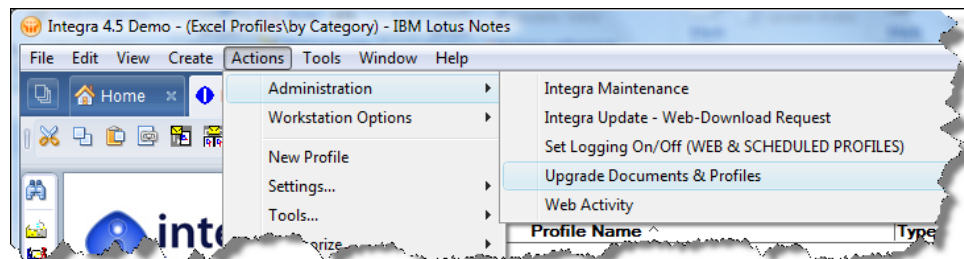 Integra 4.5 Demo - (Excel Profiles\by Category) - IBM Lotus Notes
File Edit View Create Actions Tools Window Help
Home
Administration
Workstation Options
New Profile
Settings...
Tools...
Integra Maintenance
Integra Update - Web-Download Request
Set Logging On/Off (WEB & SCHEDULED PROFILES)
Upgrade Documents & Profiles
Web Activity
inte
Profile Name
Type